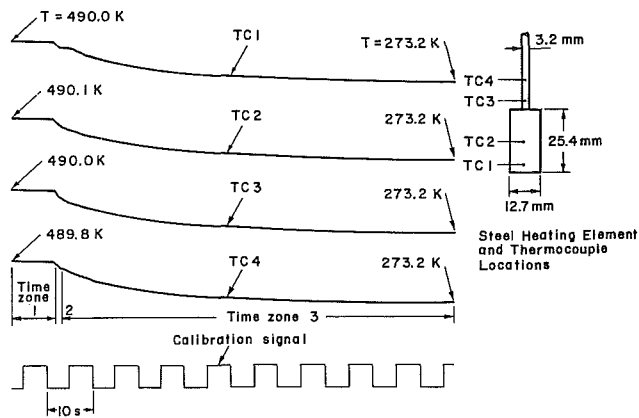 T = 490.0 K
TC1
T = 273.2 K
490.1 K
TC2
273.2 K
490.0 K
TC3
273.2 K
489.8 K
TC4
273.2 K
Time
zone
1
2
Time zone 3
Calibration signal
10 s
3.2 mm
TC4
TC3
TC2
TC1
25.4 mm
12.7 mm
Steel Heating Element
and Thermocouple
Locations